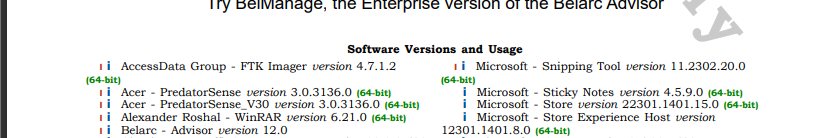 Try BelManage, the Enterprise version of the Belarc Advisor
Software Versions and Usage
i i AccessData Group - FTK Imager version 4.7.1.2
(64-bit)
i i Acer - PredatorSense version 3.0.3136.0 (64-bit)
i i Acer - PredatorSense_V30 version 3.0.3136.0 (64-bit)
i i Alexander Roshal - WinRAR version 6.21.0 (64-bit)
i i Belarc - Advisor version 12.0
i i Microsoft - Snipping Tool version 11.2302.20.0
(64-bit)
i Microsoft - Sticky Notes version 4.5.9.0 (64-bit)
i Microsoft - Store version 22301.1401.15.0 (64-bit)
i Microsoft - Store Experience Host version
12301.1401.8.0 (64-bit)